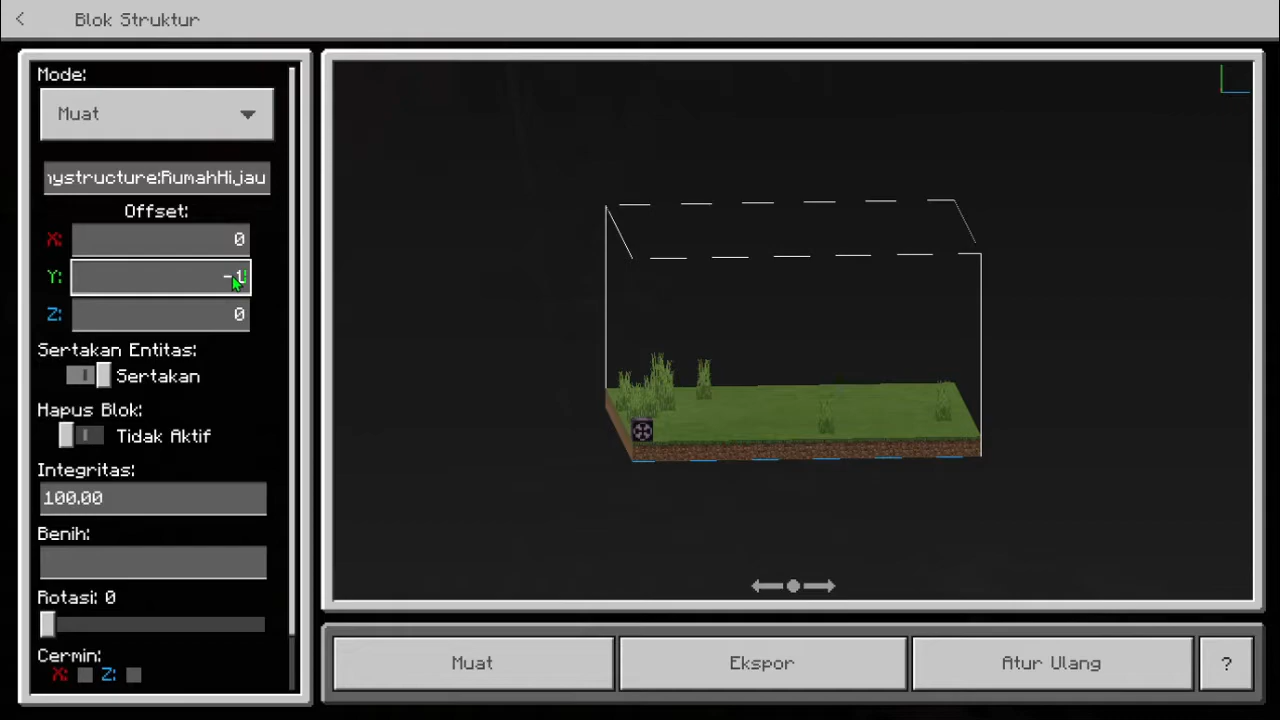 Blok Struktur
Mode:
Muat
ystructure:RumahHijau
Offset:
X: 0
Y: -1
Z: 0
Sertakan Entitas:
Sertakan
Hapus Blok:
Tidak Aktif
Integritas:
100.00
Benih:
Rotasi: 0
Cermin:
X: Z:
Muat
Ekspor
Atur Ulang
?